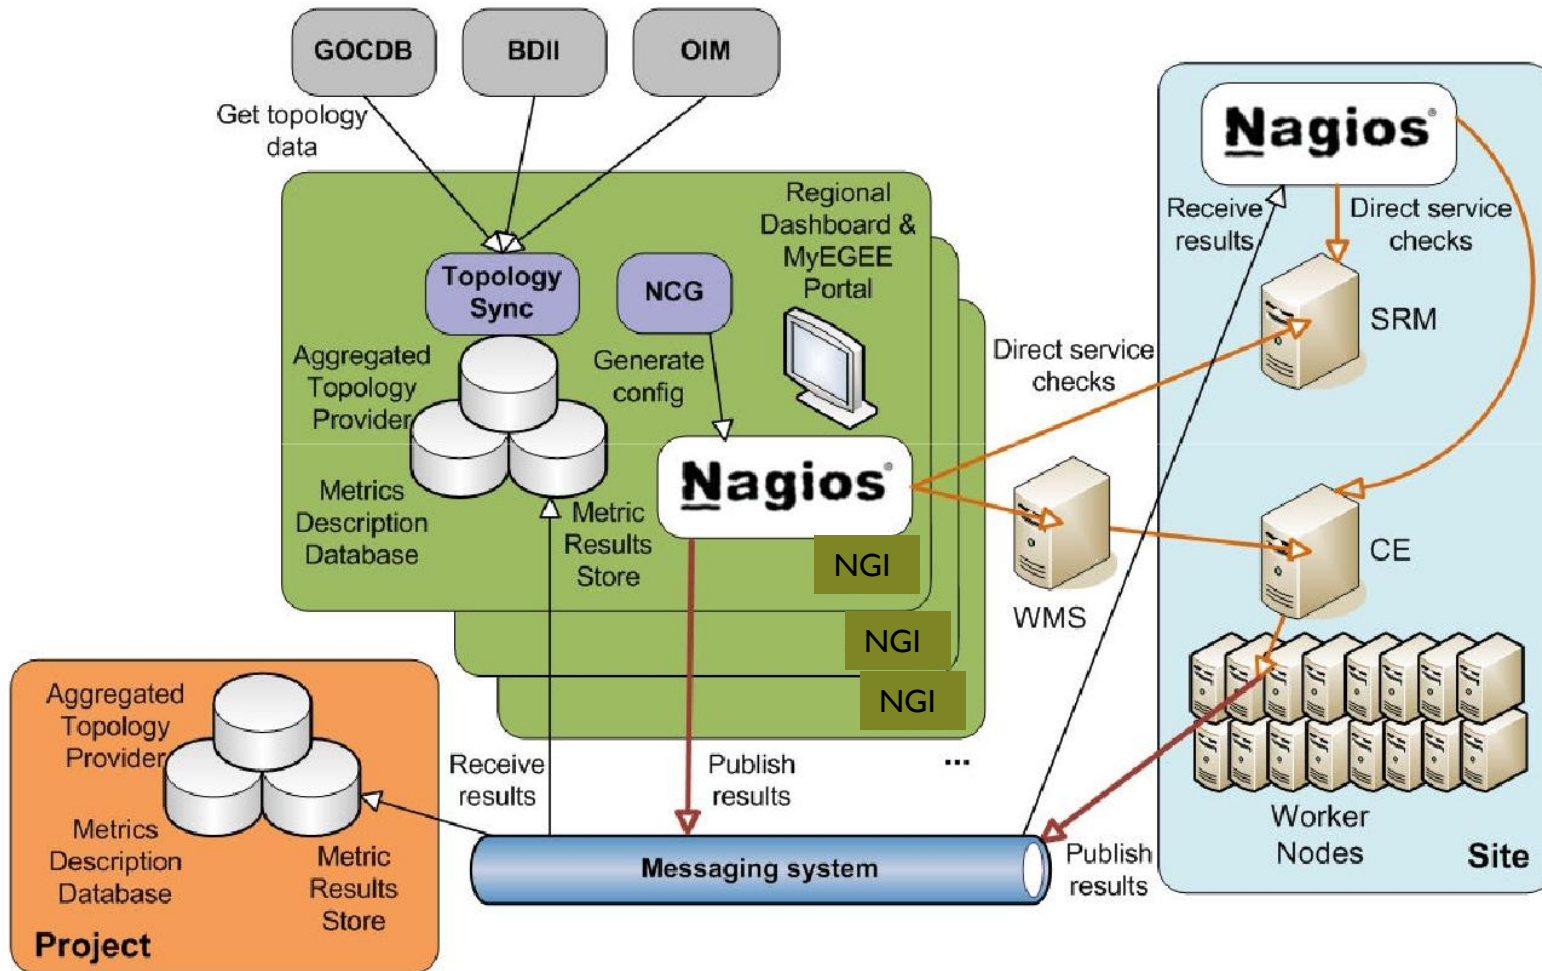 GOCDB
BDII
OIM
Get topology
data
Nagios®
Receive
results
Direct service
checks
SRM
Regional
Dashboard &
MyEGEE
Portal
Topology
Sync
NCG
Aggregated
Topology
Provider
Generate
config
Direct service
checks
Nagios®
Metrics
Description
Database
Metric
Results
Store
NGI
NGI
NGI
WMS
CE
Worker
Nodes
Site
Aggregated
Topology
Provider
Metrics
Description
Database
Metric
Results
Store
Project
Receive
results
Publish
results
...
Messaging system
Publish
results